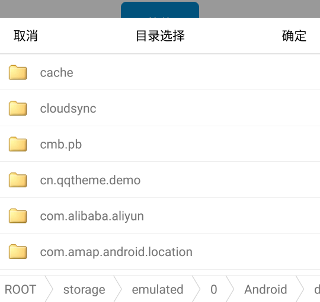 取消 目录选择 确定
cache
cloudsync
cmb.pb
cn.qqtheme.demo
com.alibaba.aliyun
com.amap.android.location
ROOT storage emulated 0 Android